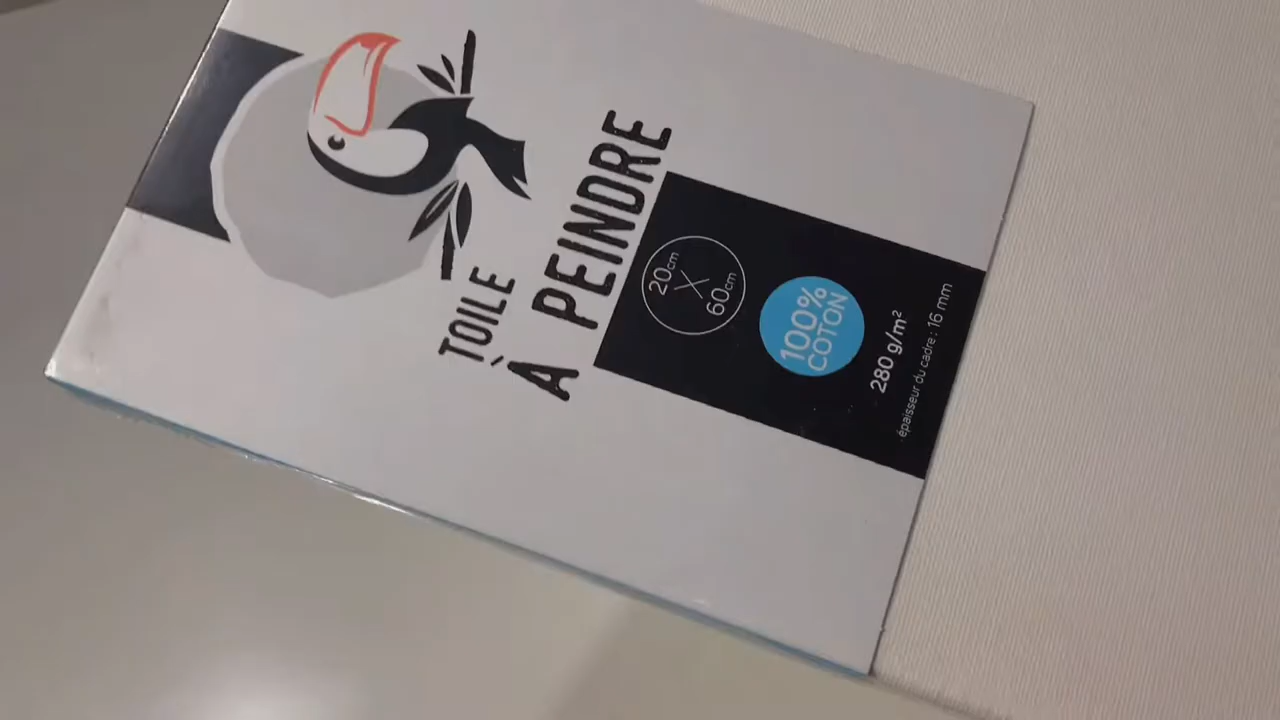 TOILE
À PEINDRE
20cm
X
60cm
100%
COTON
280 g/m²
épaisseur du cadre : 16 mm